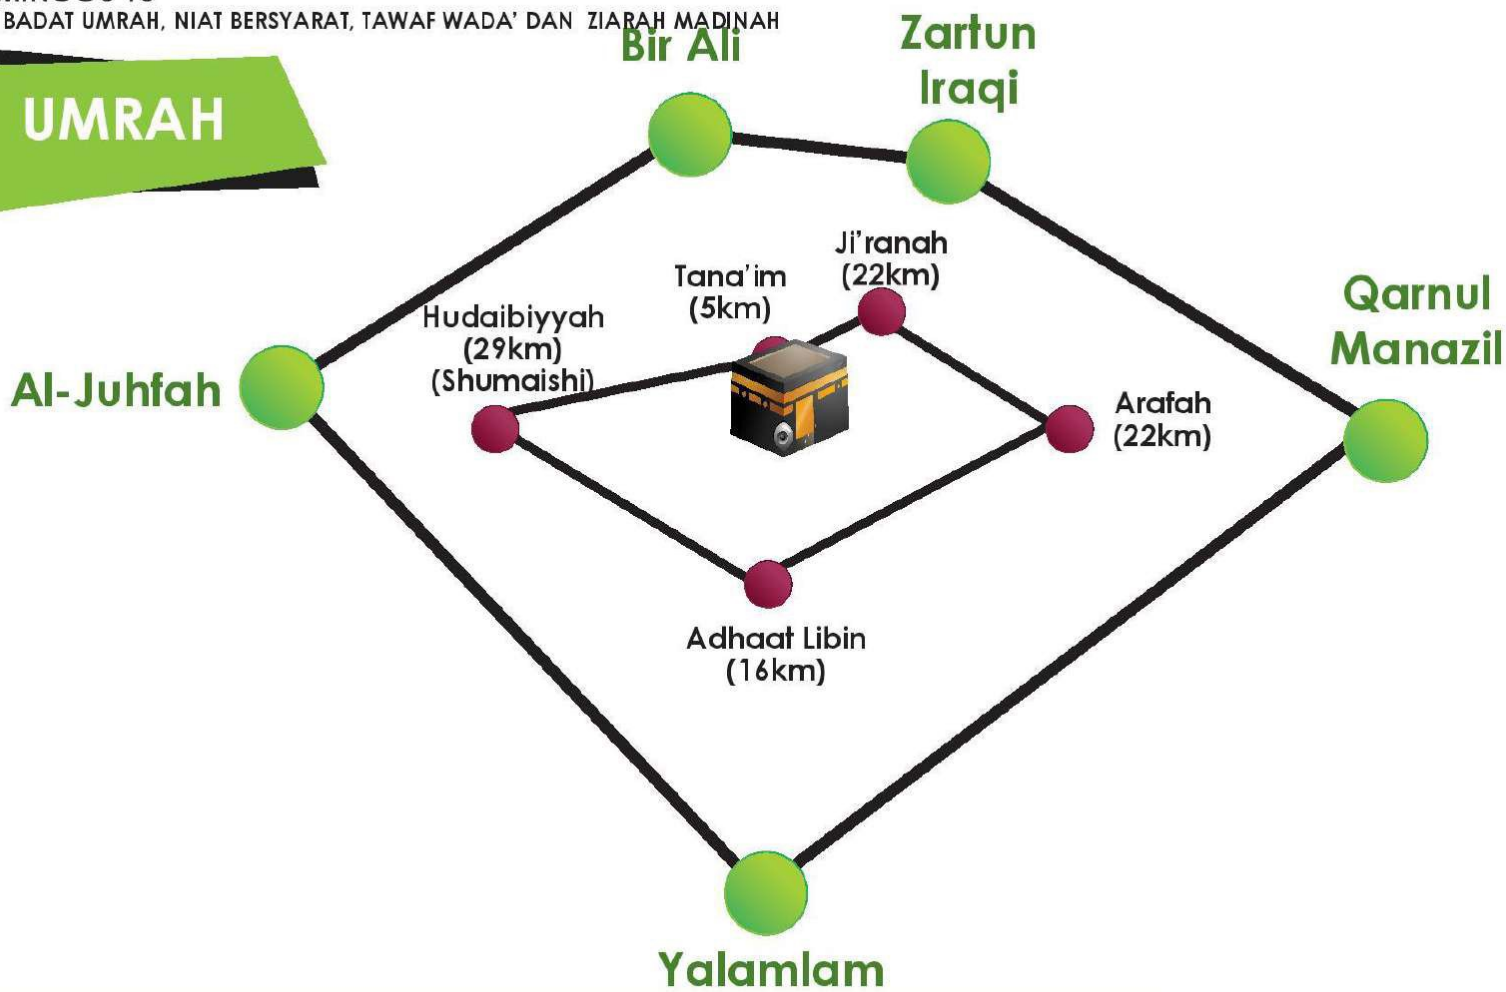 BADAT UMRAH, NIAT BERSYARAT, TAWAF WADA' DAN ZIARAH MADINAH
UMRAH
Bir Ali
Zartun
Iraqi
Ji'ranah
(22km)
Tana'im
(5km)
Hudaibiyyah
(29km)
(Shumaishi)
Qarnul
Manazil
Al-Juhfah
Arafah
(22km)
Adhaat Libin
(16km)
Yalamlam